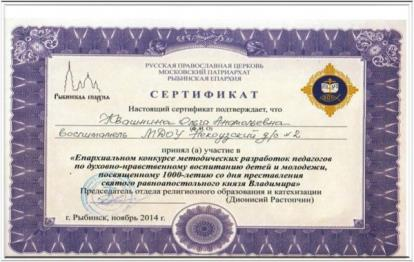 РУССКАЯ ПРАВОСЛАВНАЯ ЦЕРКОВЬ
МОСКОВСКИЙ ПАТРИАРХАТ
РЫБИНСКАЯ ЕПАРХИЯ
Рыбинская епархия
СЕРТИФИКАТ
Настоящий сертификат подтверждает, что
Квашнина Ольга Анатольевна
(Ф.И.О)
воспитатель МДОУ Некоузский д/с №2
принял (а) участие в
«Епархиальном конкурсе методических разработок педагогов
по духовно-нравственному воспитанию детей и молодежи,
посвященному 1000-летию со дня преставления
святого равноапостольного князя Владимира»
Председатель отдела религиозного образования и катехизации
(Дионисий Растопчин)
г. Рыбинск, ноябрь 2014 г.